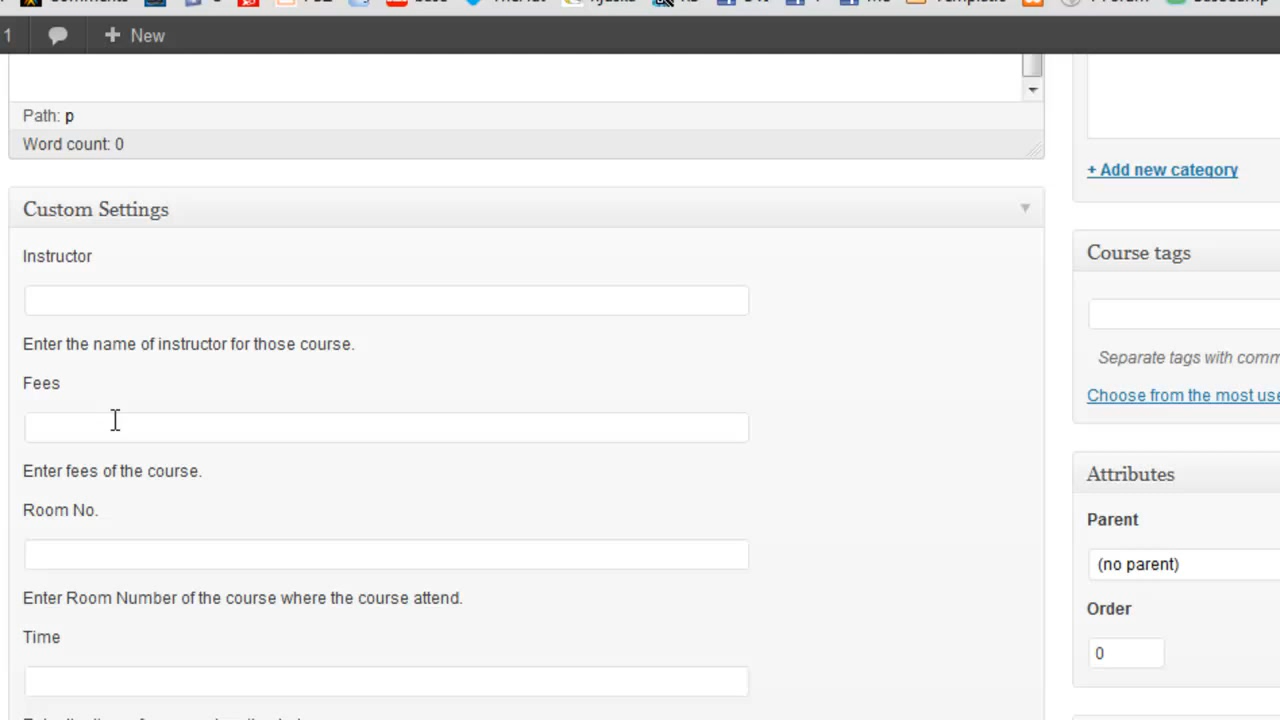 1 New
Path: p
Word count: 0
+ Add new category
Custom Settings
Instructor
Enter the name of instructor for those course.
Fees
Enter fees of the course.
Room No.
Enter Room Number of the course where the course attend.
Time
Course tags
Separate tags with comm
Choose from the most use
Attributes
Parent
(no parent)
Order
0